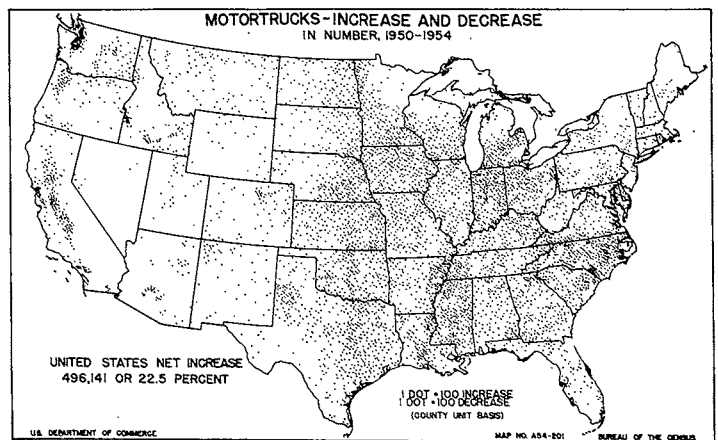 MOTORTRUCKS-INCREASE AND DECREASE
IN NUMBER, 1950-1954
UNITED STATES NET INCREASE
496,141 OR 22.5 PERCENT
1 DOT = 100 INCREASE
1 DOT = 100 DECREASE
(COUNTY UNIT BASIS)
U.S. DEPARTMENT OF COMMERCE
MAP NO. A54-201
BUREAU OF THE CENSUS